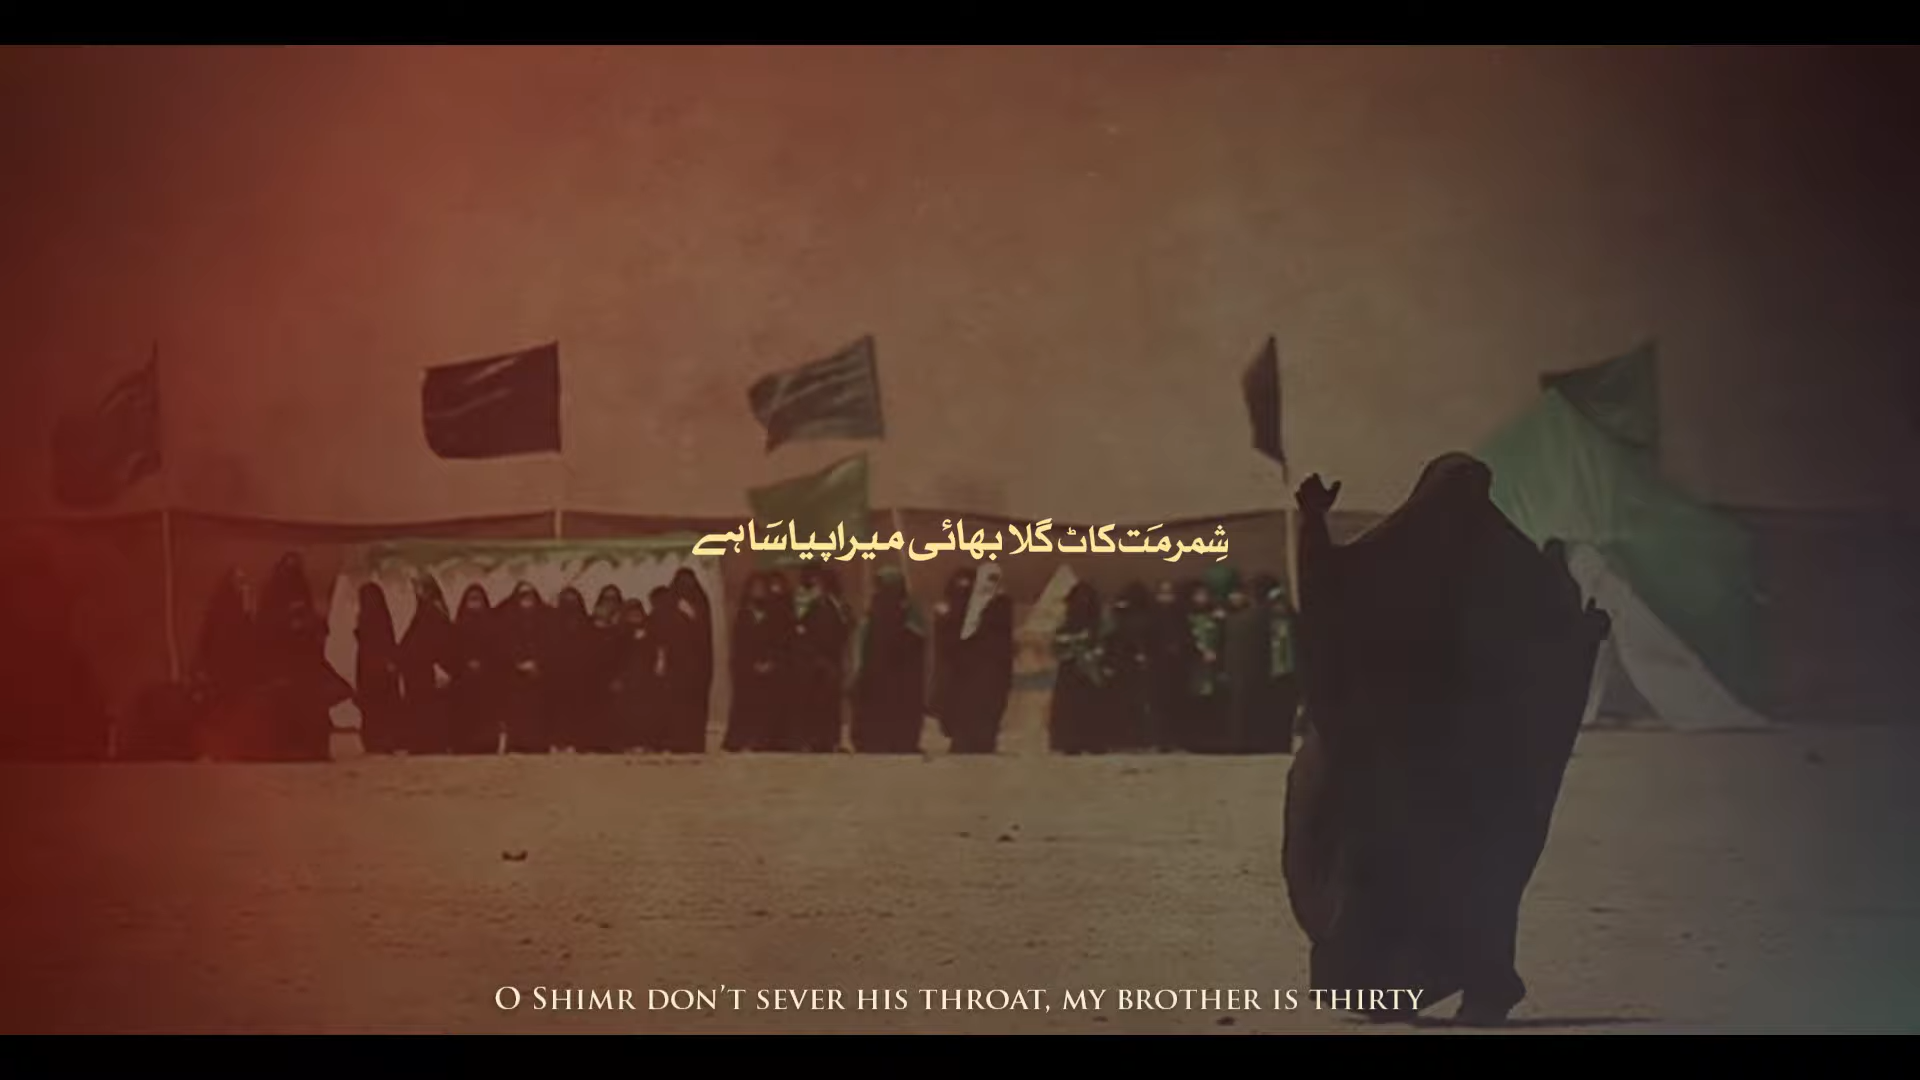 شِمر مَت کاٹ گلا بھائی میرا پیاسَا ہے
O SHIMR DON'T SEVER HIS THROAT, MY BROTHER IS THIRTY